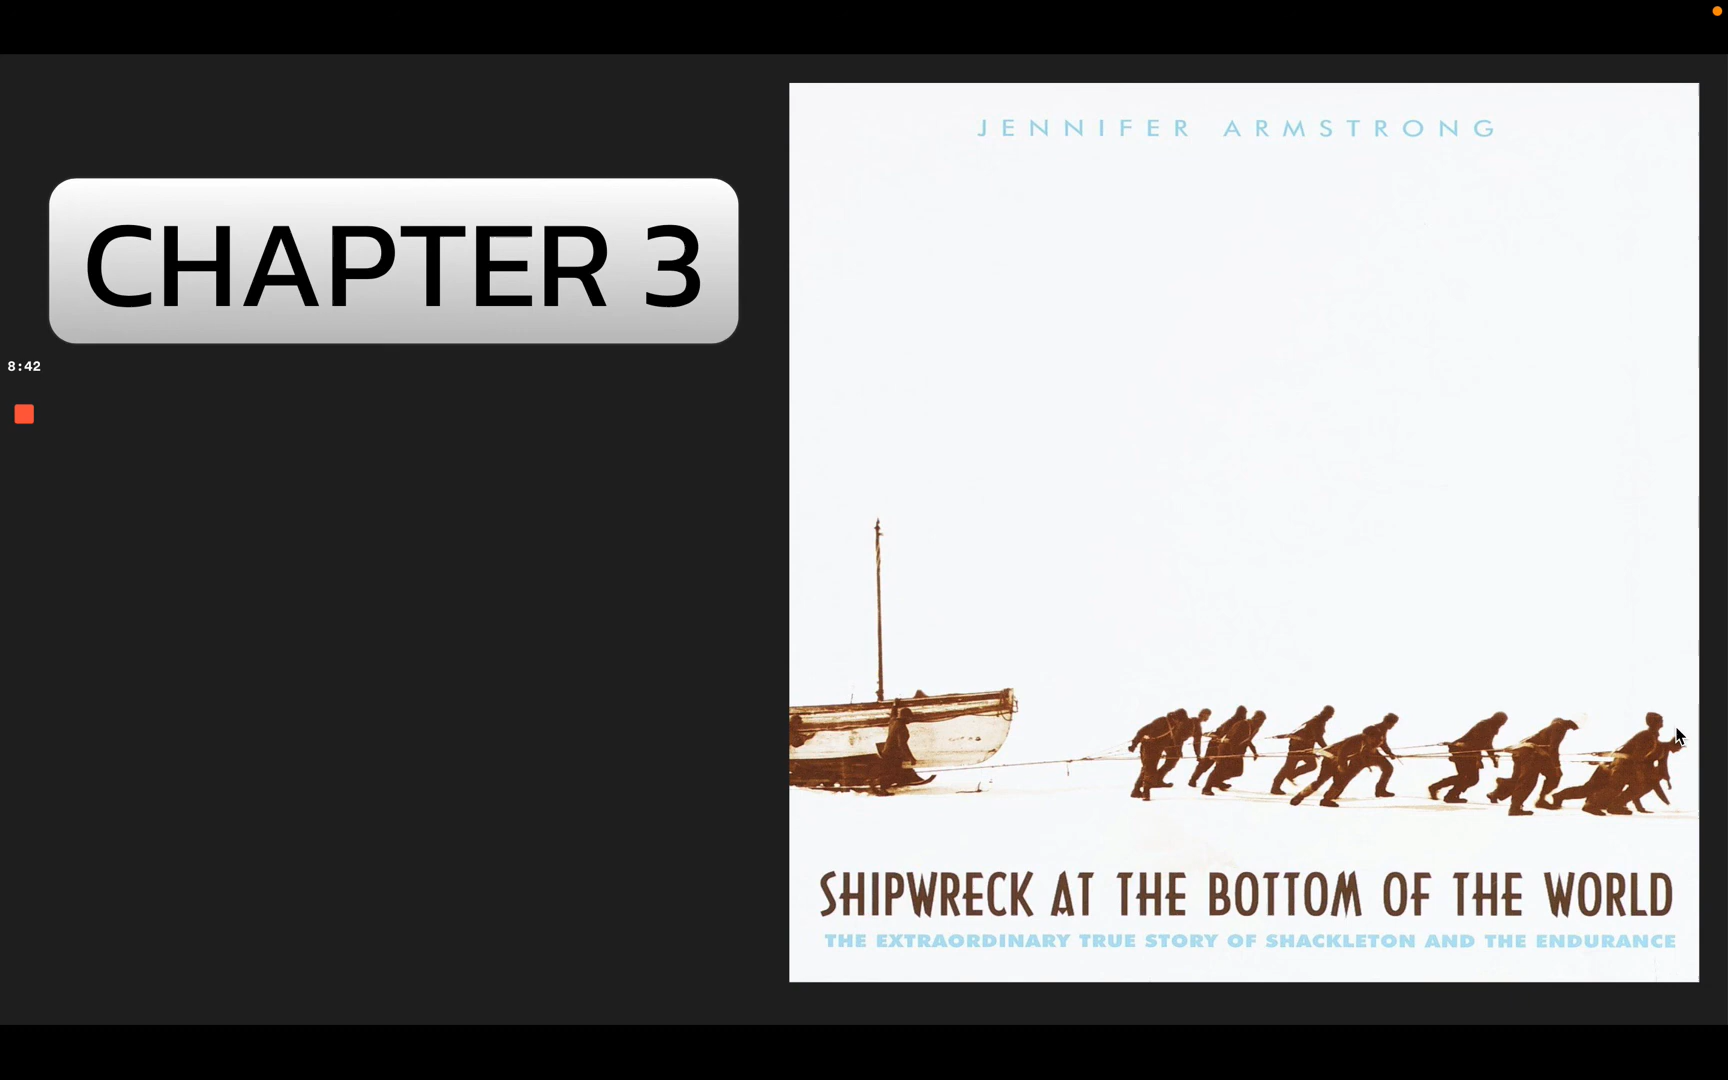 CHAPTER 3
8:42
JENNIFER ARMSTRONG
SHIPWRECK AT THE BOTTOM OF THE WORLD
THE EXTRAORDINARY TRUE STORY OF SHACKLETON AND THE ENDURANCE